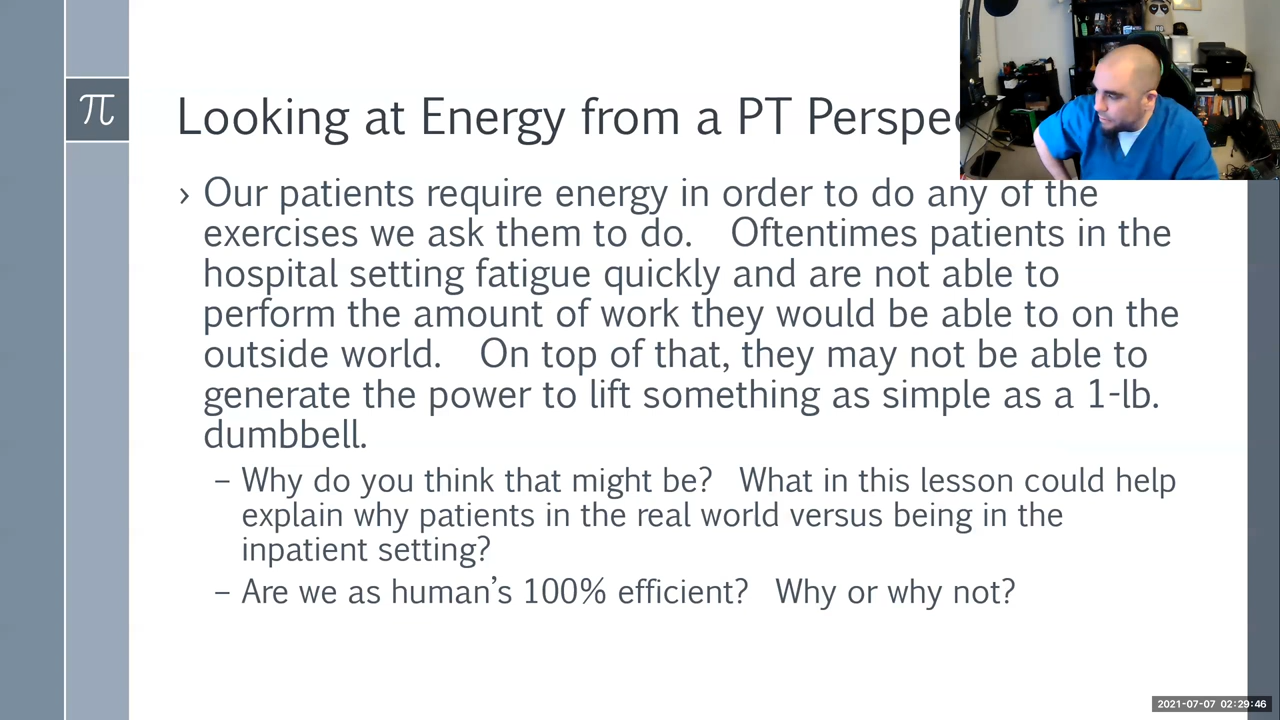 π
Looking at Energy from a PT
› Our patients require energy in order to do any of the
exercises we ask them to do. Oftentimes patients in the
hospital setting fatigue quickly and are not able to
perform the amount of work they would be able to on the
outside world. On top of that, they may not be able to
generate the power to lift something as simple as a 1-lb.
dumbbell.
– Why do you think that might be? What in this lesson could help
explain why patients in the real world versus being in the
inpatient setting?
– Are we as human’s 100% efficient? Why or why not?
2021-07-07 02:29:46